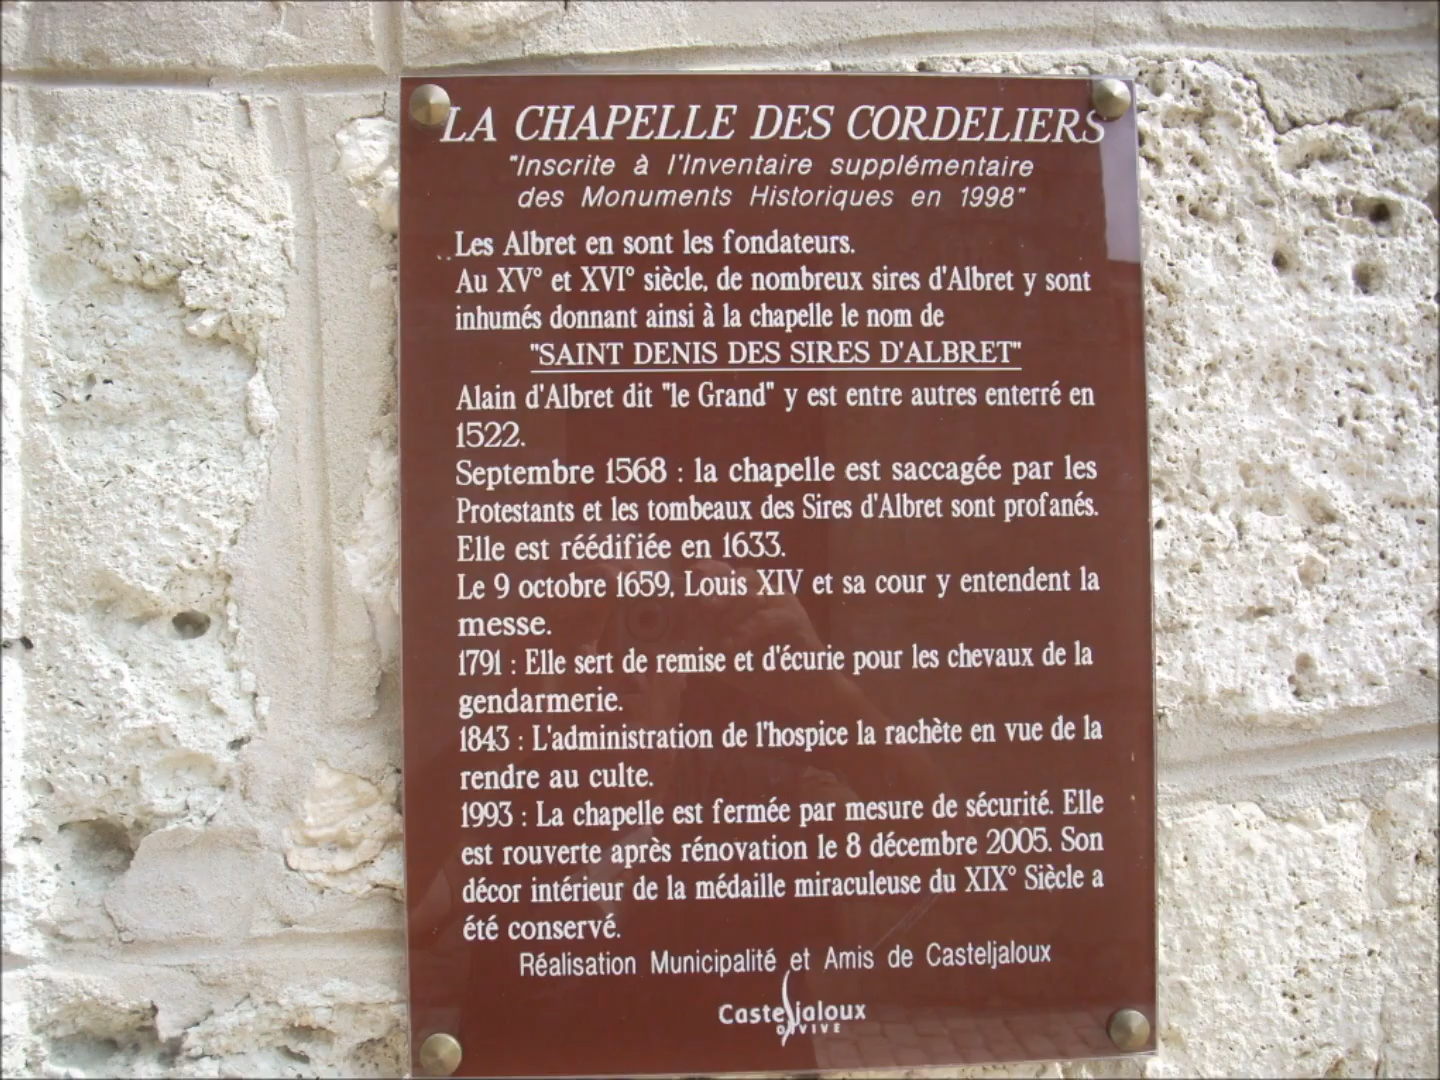 LA CHAPELLE DES CORDELIERS
"Inscrite à l'Inventaire supplémentaire
des Monuments Historiques en 1998"
Les Albret en sont les fondateurs.
Au XV° et XVI° siècle, de nombreux sires d'Albret y sont
inhumés donnant ainsi à la chapelle le nom de
"SAINT DENIS DES SIRES D'ALBRET"
Alain d'Albret dit "le Grand" y est entre autres enterré en
1522.
Septembre 1568 : la chapelle est saccagée par les
Protestants et les tombeaux des Sires d'Albret sont profanés.
Elle est réédifiée en 1633.
Le 9 octobre 1659, Louis XIV et sa cour y entendent la
messe.
1791 : Elle sert de remise et d'écurie pour les chevaux de la
gendarmerie.
1843 : L'administration de l'hospice la rachète en vue de la
rendre au culte.
1993 : La chapelle est fermée par mesure de sécurité. Elle
est rouverte après rénovation le 8 décembre 2005. Son
décor intérieur de la médaille miraculeuse du XIX° Siècle a
été conservé.
Réalisation Municipalité et Amis de Casteljaloux
Casteljaloux